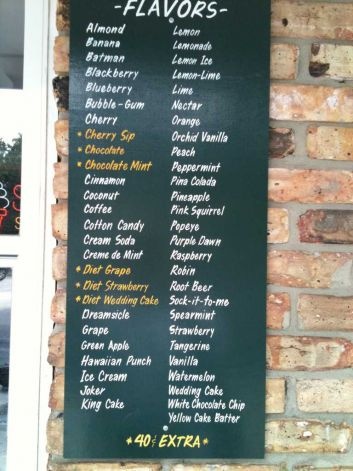 -FLAVORS-
Almond
Banana
Batman
Blackberry
Blueberry
Bubble-Gum
Cherry
* Cherry Sip
* Chocolate
* Chocolate Mint
Cinnamon
Coconut
Coffee
Cotton Candy
Cream Soda
Creme de Mint
* Diet Grape
* Diet Strawberry
* Diet Wedding Cake
Dreamsicle
Grape
Green Apple
Hawaiian Punch
Ice Cream
Joker
King Cake
Lemon
Lemonade
Lemon Ice
Lemon-Lime
Lime
Nectar
Orange
Orchid Vanilla
Peach
Peppermint
Pina Colada
Pineapple
Pink Squirrel
Popeye
Purple Dawn
Raspberry
Robin
Root Beer
Sock-it-to-me
Spearmint
Strawberry
Tangerine
Vanilla
Watermelon
Wedding Cake
White Chocolate Chip
Yellow Cake Batter
*40¢ EXTRA*